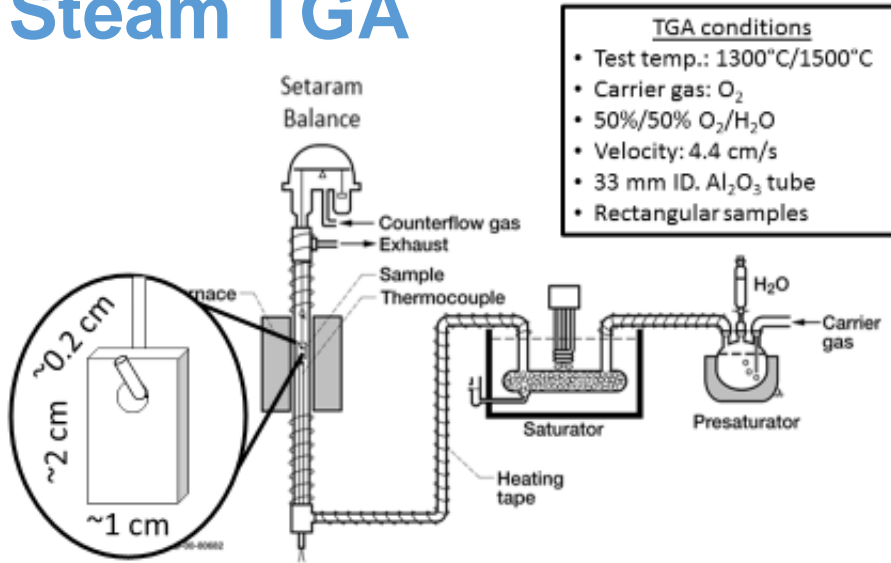 Steam TGA
TGA conditions
• Test temp.: 1300°C/1500°C
• Carrier gas: O₂
• 50%/50% O₂/H₂O
• Velocity: 4.4 cm/s
• 33 mm ID. Al₂O₃ tube
• Rectangular samples
Setaram
Balance
Counterflow gas
Exhaust
Sample
Thermocouple
rnace
~0.2 cm
~2 cm
~1 cm
H₂O
Carrier
gas
Saturator
Presaturator
Heating
tape